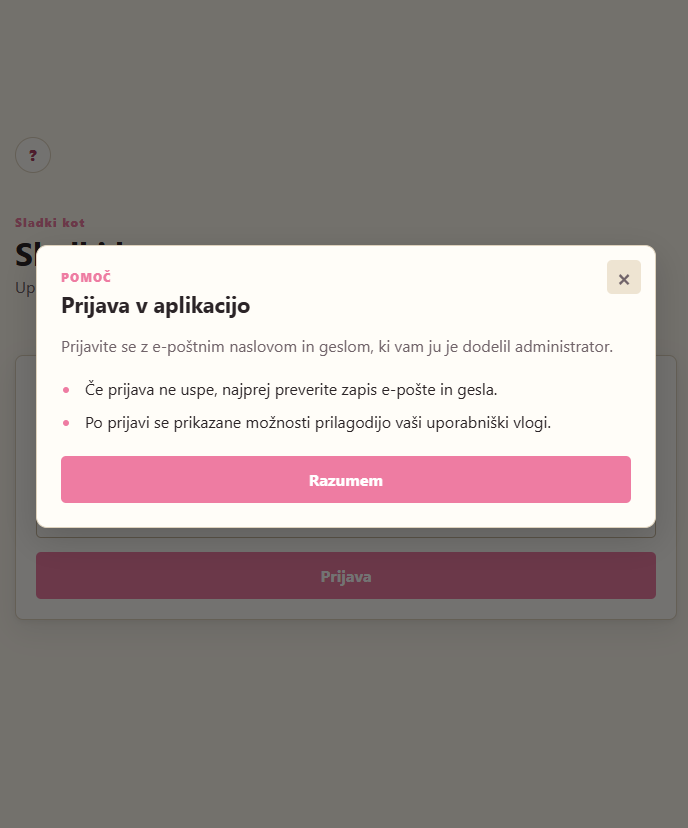 ?
Sladki kot
Up
POMOČ
×
Prijava v aplikacijo
Prijavite se z e-poštnim naslovom in geslom, ki vam ju je dodelil administrator.
Če prijava ne uspe, najprej preverite zapis e-pošte in gesla.
Po prijavi se prikazane možnosti prilagodijo vaši uporabniški vlogi.
Razumem
Prijava